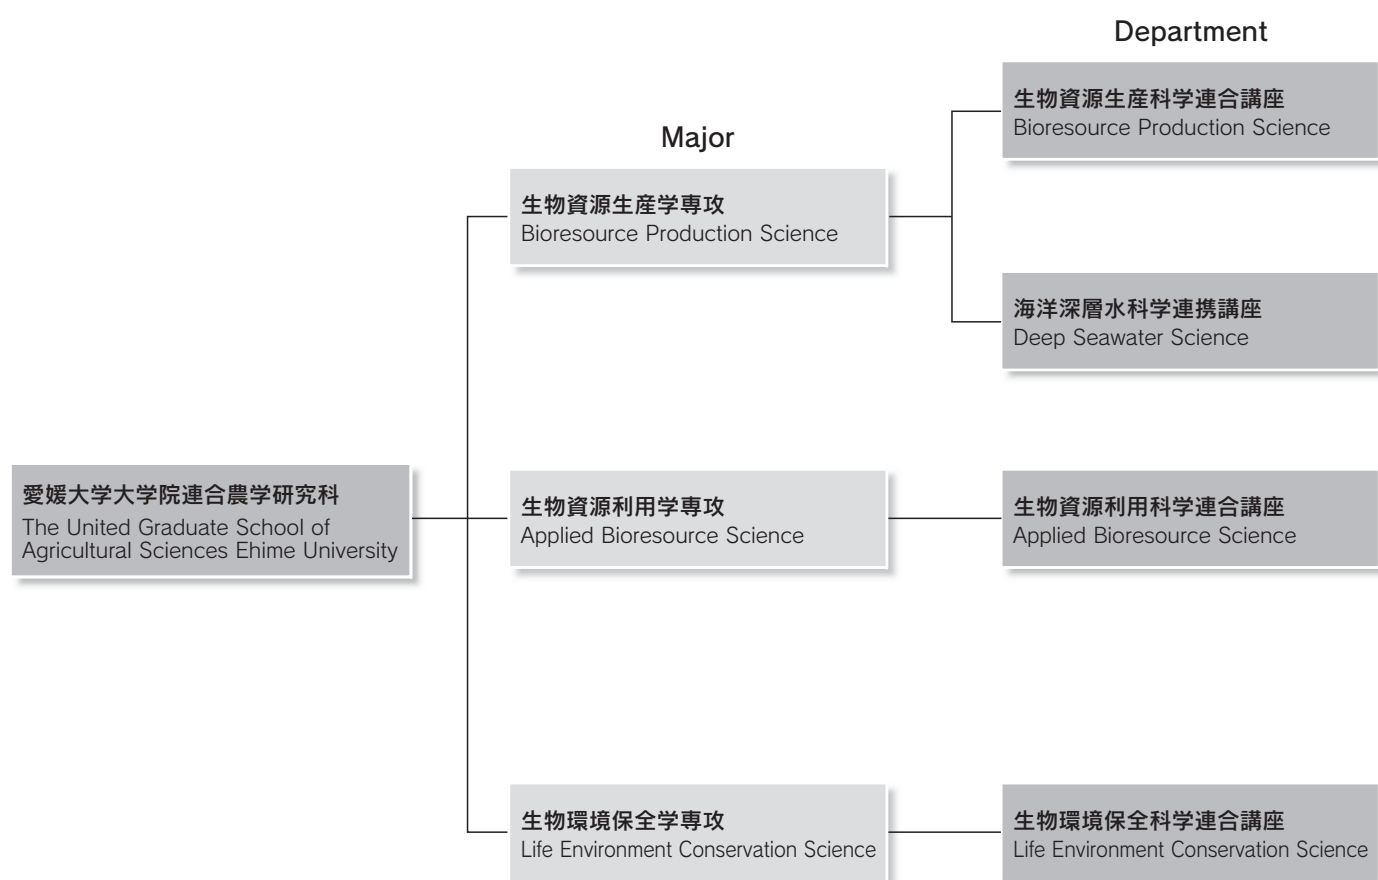 Department
生物資源生産科学連合講座
Bioresource Production Science
Major
生物資源生産学専攻
Bioresource Production Science
海洋深層水科学連携講座
Deep Seawater Science
愛媛大学大学院連合農学研究科
The United Graduate School of
Agricultural Sciences Ehime University
生物資源利用学専攻
Applied Bioresource Science
生物資源利用科学連合講座
Applied Bioresource Science
生物環境保全学専攻
Life Environment Conservation Science
生物環境保全科学連合講座
Life Environment Conservation Science